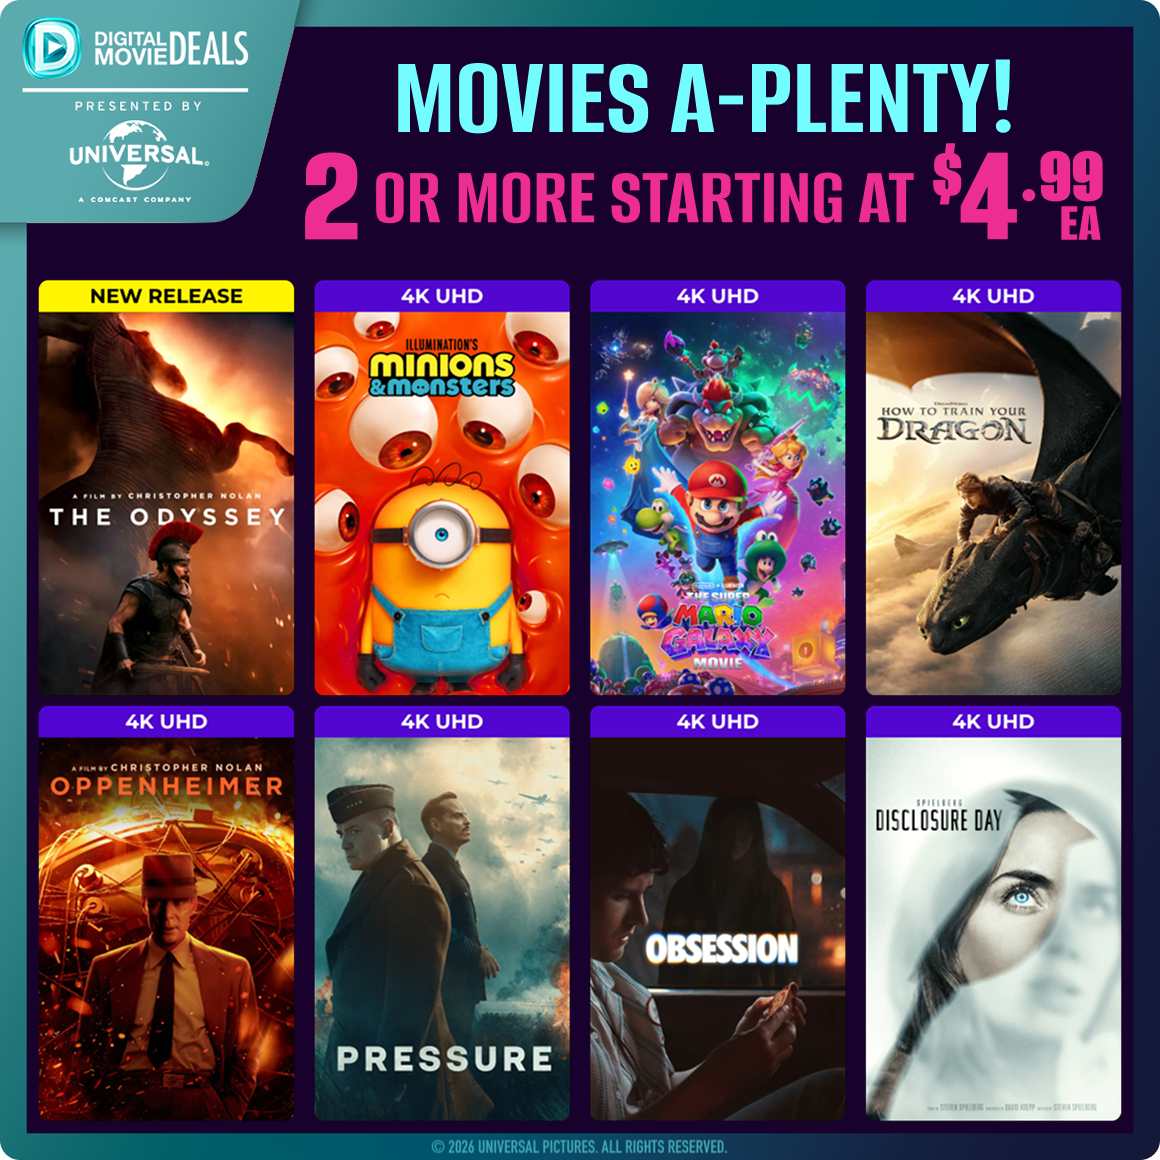 DIGITAL
MOVIE DEALS
PRESENTED BY
UNIVERSAL
A COMCAST COMPANY
MOVIES A-PLENTY!
2 OR MORE STARTING AT $4.99
EA
NEW RELEASE
A FILM BY CHRISTOPHER NOLAN
THE ODYSSEY
4K UHD
ILLUMINATION'S
MINIONS
&MONSTERS
4K UHD
THE SUPER
MARIO
GALAXY
MOVIE
4K UHD
HOW TO TRAIN YOUR
DRAGON
4K UHD
A FILM BY CHRISTOPHER NOLAN
OPPENHEIMER
4K UHD
PRESSURE
4K UHD
OBSESSION
4K UHD
SPIELBERG
DISCLOSURE DAY
© 2026 UNIVERSAL PICTURES. ALL RIGHTS RESERVED.